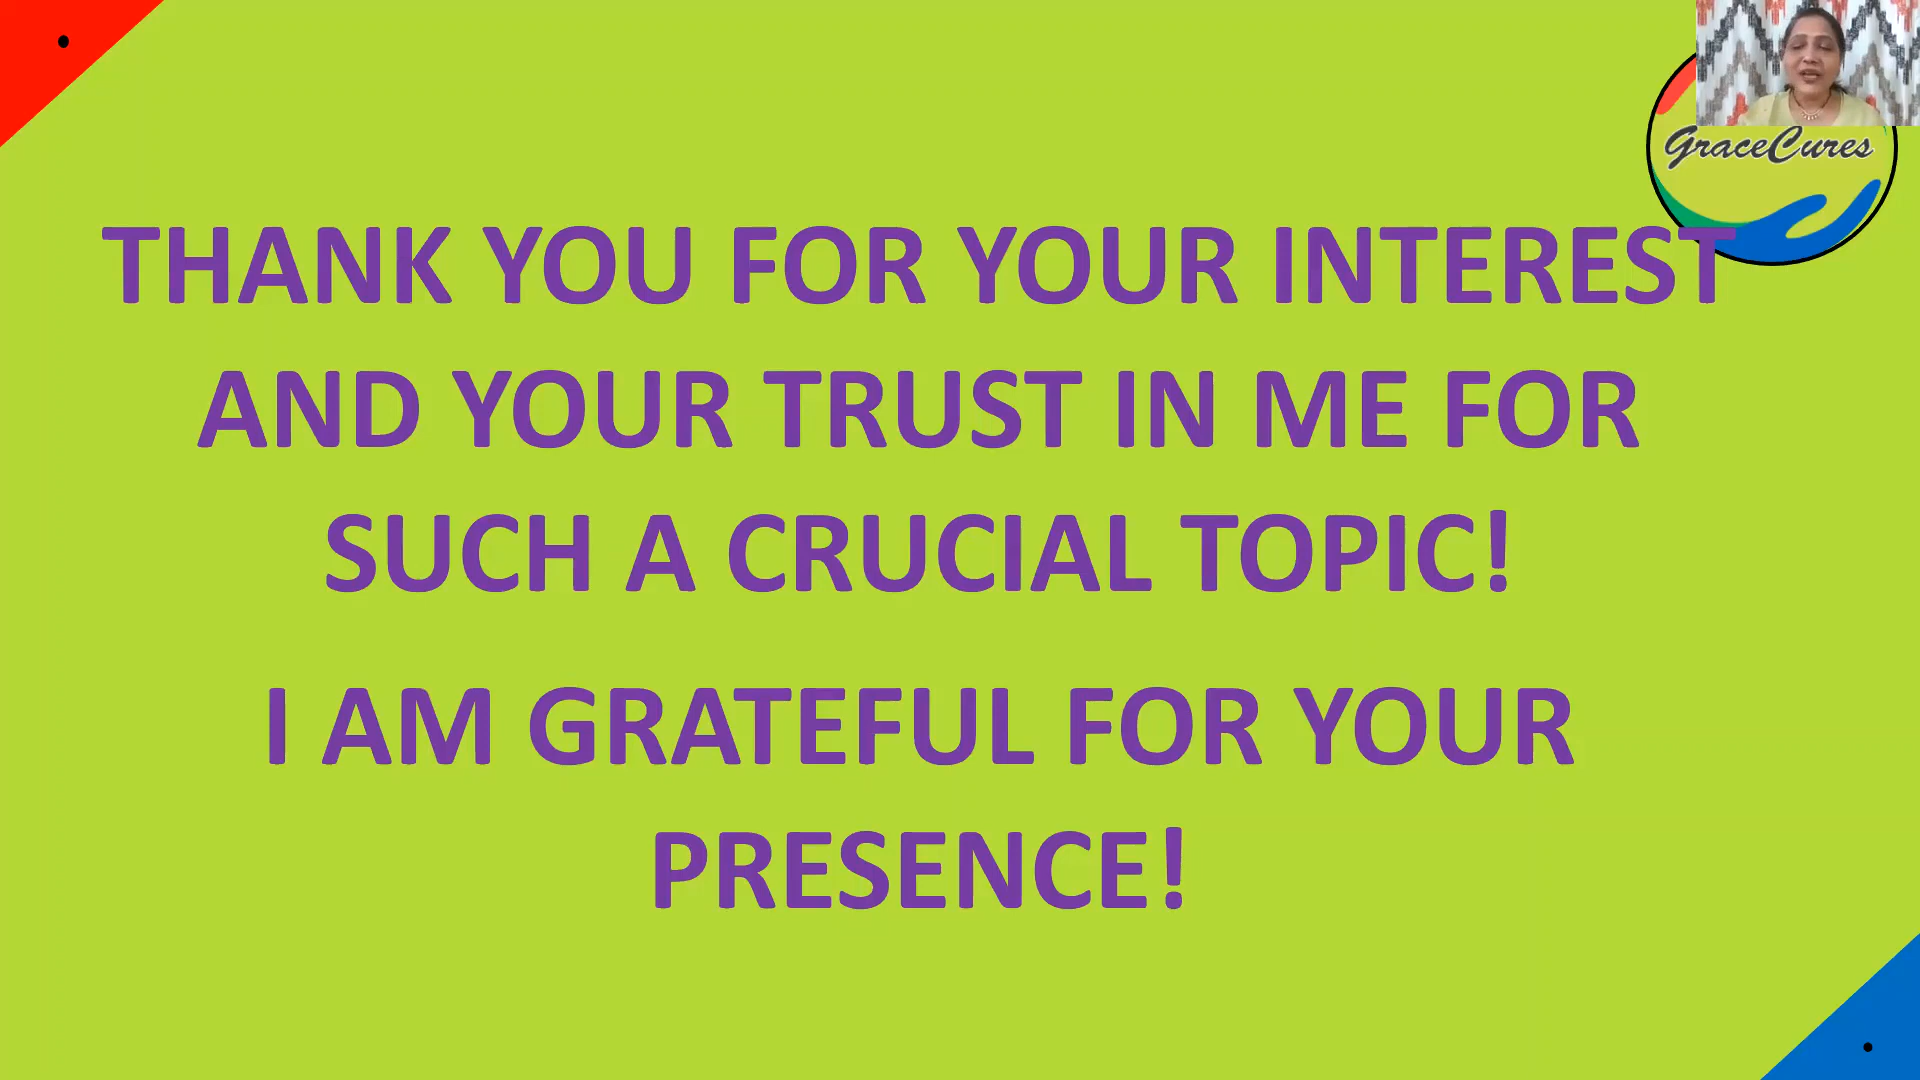 GraceCures
THANK YOU FOR YOUR INTEREST
AND YOUR TRUST IN ME FOR
SUCH A CRUCIAL TOPIC!
I AM GRATEFUL FOR YOUR
PRESENCE!